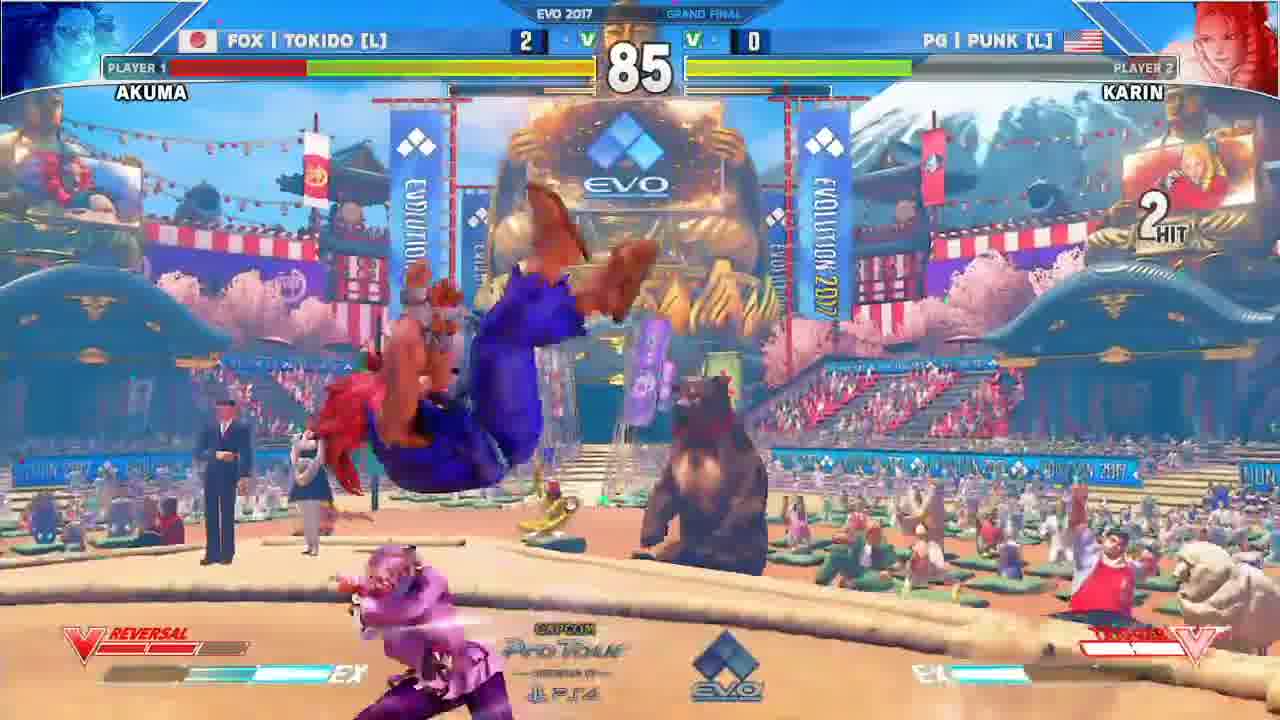 EVO 2017 GRAND FINAL
FOX | TOKIDO [L] 2 V V 0 PG | PUNK [L]
PLAYER 1 85 PLAYER 2
AKUMA KARIN
EVO
EVOLUTION 2017
2 HIT
REVERSAL
EX EX
CAPCOM
PRO TOUR
PS4
EVO